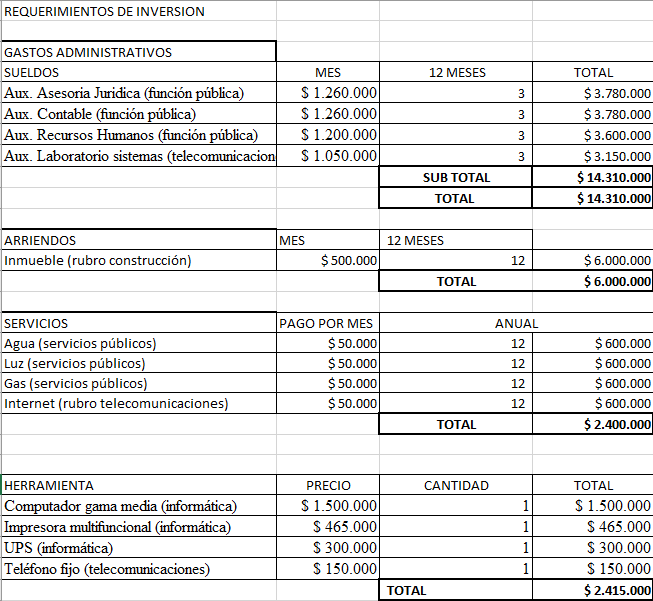 REQUERIMIENTOS DE INVERSION
GASTOS ADMINISTRATIVOS
SUELDOS MES 12 MESES TOTAL
Aux. Asesoria Juridica (función pública) $ 1.260.000 3 $ 3.780.000
Aux. Contable (función pública) $ 1.260.000 3 $ 3.780.000
Aux. Recursos Humanos (función pública) $ 1.200.000 3 $ 3.600.000
Aux. Laboratorio sistemas (telecomunicacion $ 1.050.000 3 $ 3.150.000
SUB TOTAL $ 14.310.000
TOTAL $ 14.310.000
ARRIENDOS MES 12 MESES
Inmueble (rubro construcción) $ 500.000 12 $ 6.000.000
TOTAL $ 6.000.000
SERVICIOS PAGO POR MES ANUAL
Agua (servicios públicos) $ 50.000 12 $ 600.000
Luz (servicios públicos) $ 50.000 12 $ 600.000
Gas (servicios públicos) $ 50.000 12 $ 600.000
Internet (rubro telecomunicaciones) $ 50.000 12 $ 600.000
TOTAL $ 2.400.000
HERRAMIENTA PRECIO CANTIDAD TOTAL
Computador gama media (informática) $ 1.500.000 1 $ 1.500.000
Impresora multifuncional (informática) $ 465.000 1 $ 465.000
UPS (informática) $ 300.000 1 $ 300.000
Teléfono fijo (telecomunicaciones) $ 150.000 1 $ 150.000
TOTAL $ 2.415.000